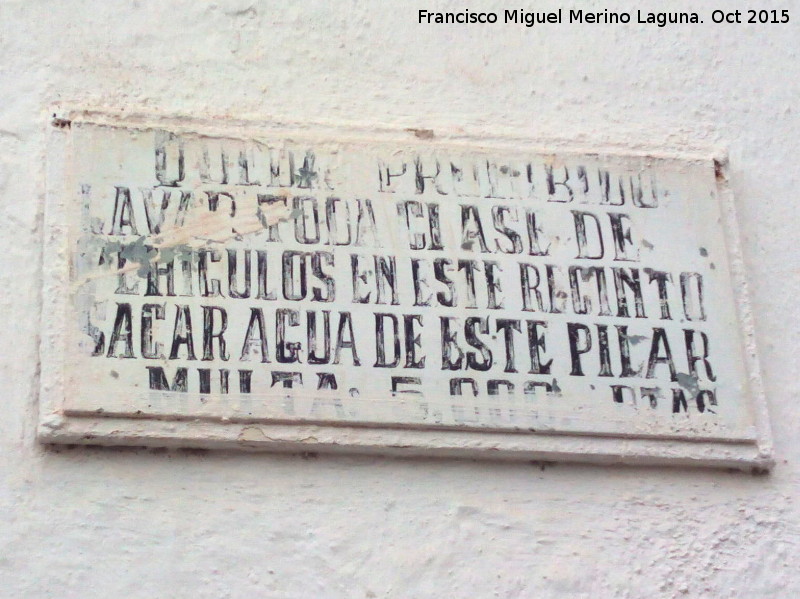 Francisco Miguel Merino Laguna. Oct 2015
QUEDA PROHIBIDO
LAVAR TODA CLASE DE
VEHICULOS EN ESTE RECINTO
SACAR AGUA DE ESTE PILAR
MULTA: 5.000 PTAS